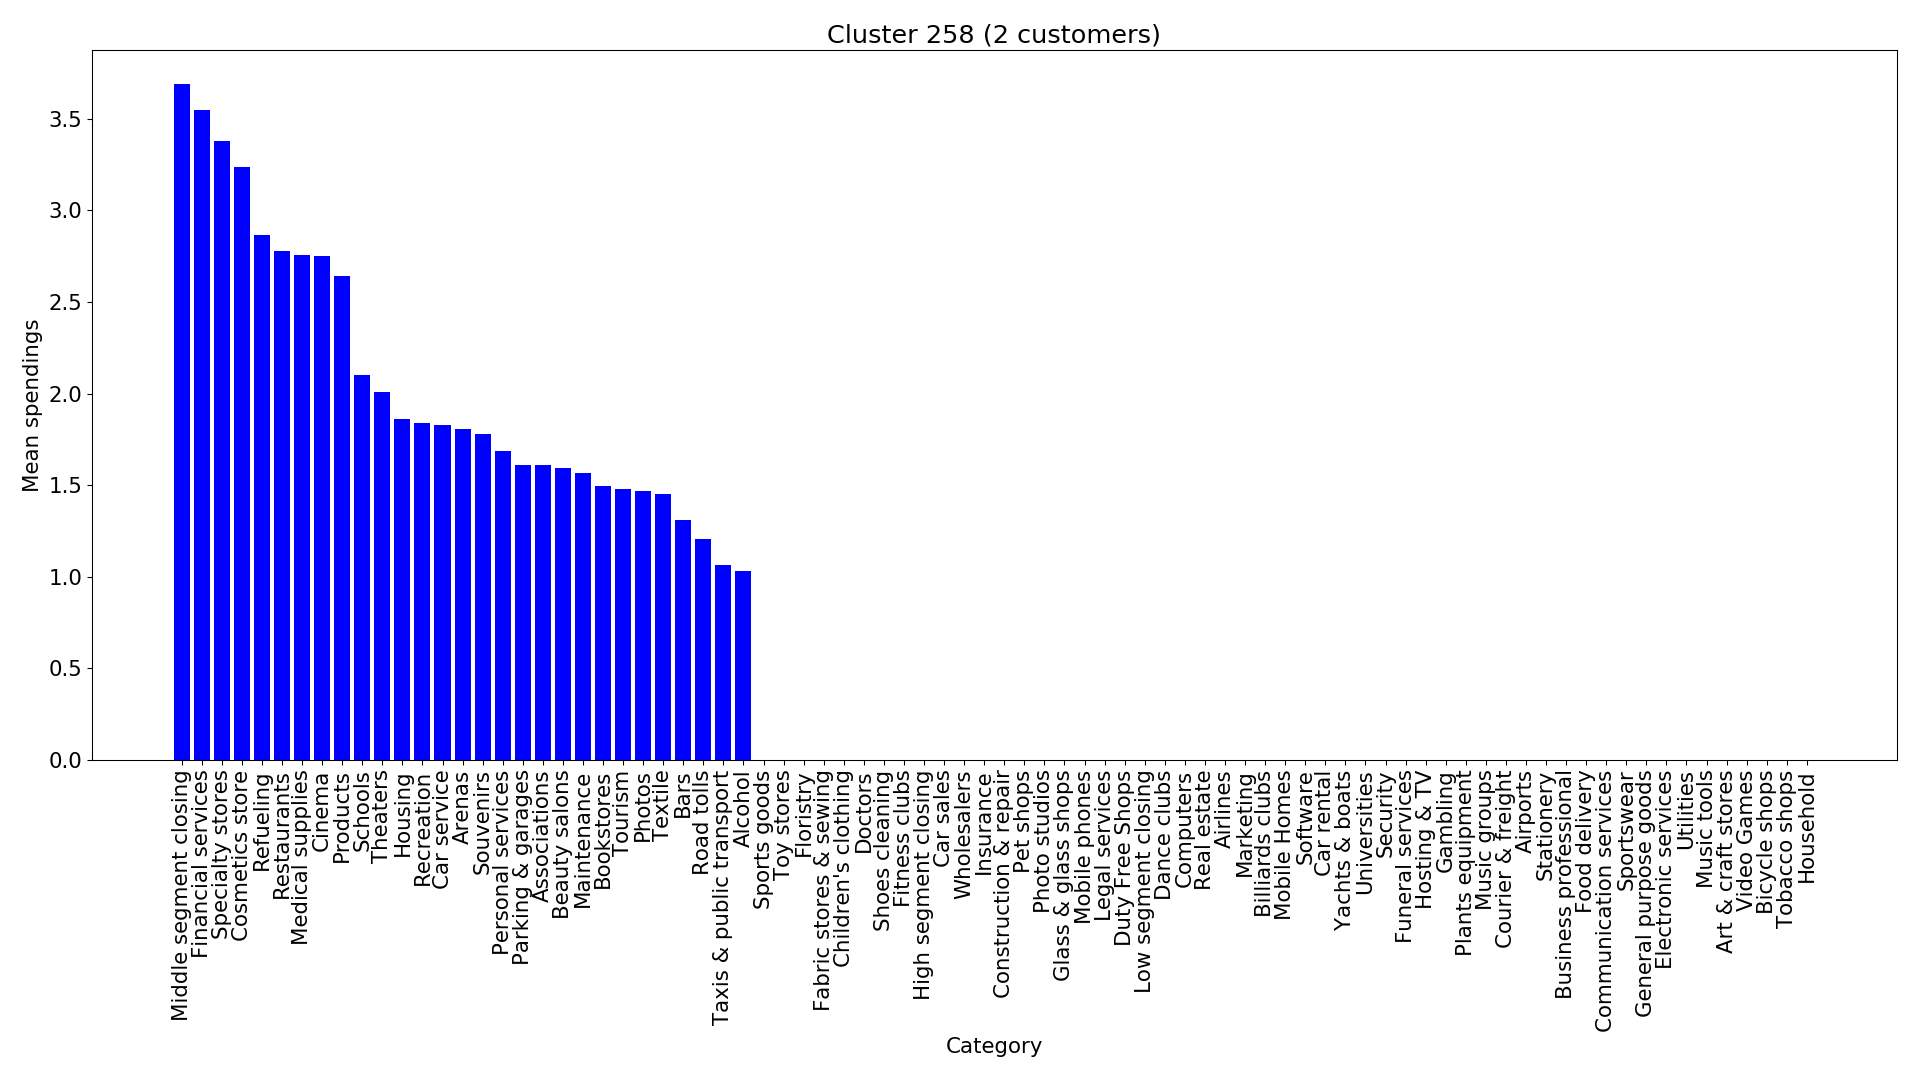 Cluster 258 (2 customers)
Mean spendings
3.5
3.0
2.5
2.0
1.5
1.0
0.5
0.0
Middle segment closing
Financial services
Specialty stores
Cosmetics store
Refueling
Restaurants
Medical supplies
Cinema
Products
Schools
Theaters
Housing
Recreation
Car service
Arenas
Souvenirs
Personal services
Parking & garages
Associations
Beauty salons
Maintenance
Bookstores
Tourism
Photos
Textile
Bars
Road tolls
Taxis & public transport
Alcohol
Sports goods
Toy stores
Floristry
Fabric stores & sewing
Children's clothing
Doctors
Shoes cleaning
Fitness clubs
High segment closing
Car sales
Wholesalers
Insurance
Construction & repair
Pet shops
Photo studios
Glass & glass shops
Mobile phones
Legal services
Duty Free Shops
Low segment closing
Dance clubs
Computers
Real estate
Airlines
Marketing
Billiards clubs
Mobile Homes
Software
Car rental
Yachts & boats
Universities
Security
Funeral services
Hosting & TV
Gambling
Plants equipment
Music groups
Courier & freight
Airports
Stationery
Business professional
Food delivery
Communication services
Sportswear
General purpose goods
Electronic services
Utilities
Music tools
Art & craft stores
Video Games
Bicycle shops
Tobacco shops
Household
Category